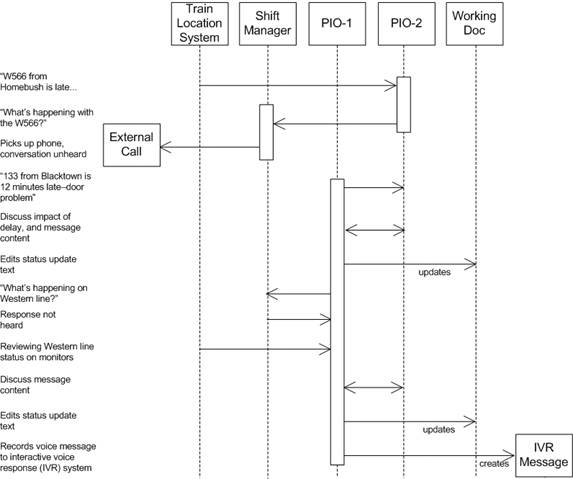 Train
Location
System
Shift
Manager
PIO-1
PIO-2
Working
Doc
"W566 from
Homebush is late...
"What's happening with
the W566?"
External
Call
Picks up phone,
conversation unheard
"133 from Blacktown is
12 minutes late–door
problem"
Discuss impact of
delay, and message
content
Edits status update
text
updates
"What's happening on
Western line?"
Response not
heard
Reviewing Western line
status on monitors
Discuss message
content
Edits status update
text
updates
Records voice message
to interactive voice
response (IVR) system
creates
IVR
Message